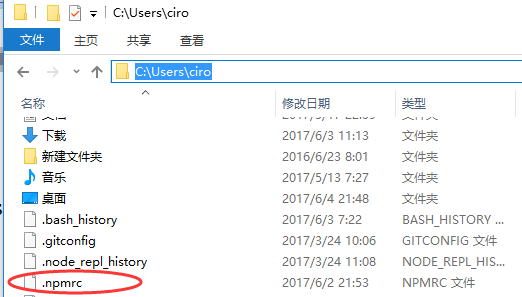 C:\Users\ciro
文件 主页 共享 查看
C:\Users\ciro
名称 修改日期 类型
文件夹
下载 2017/6/3 11:13 文件夹
新建文件夹 2016/6/23 8:01 文件夹
音乐 2017/5/13 7:27 文件夹
桌面 2017/6/4 21:48 文件夹
.bash_history 2017/6/3 7:22 BASH_HISTORY ...
.gitconfig 2017/3/24 10:06 GITCONFIG 文件
.node_repl_history 2017/3/24 11:08 NODE_REPL_HIS...
.npmrc 2017/6/2 21:53 NPMRC 文件